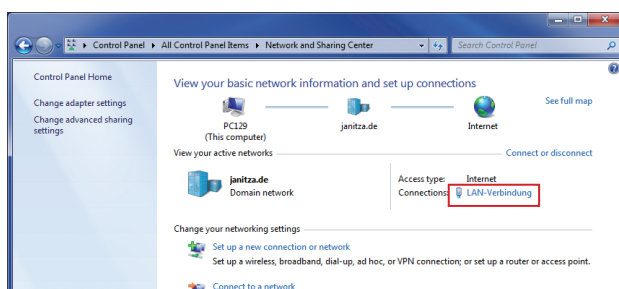 Control Panel ▸ All Control Panel Items ▸ Network and Sharing Center
Search Control Panel
Control Panel Home
Change adapter settings
Change advanced sharing
settings
View your basic network information and set up connections
See full map
PC129
(This computer)
janitza.de
Internet
View your active networks
Connect or disconnect
janitza.de
Domain network
Access type: Internet
Connections: LAN-Verbindung
Change your networking settings
Set up a new connection or network
Set up a wireless, broadband, dial-up, ad hoc, or VPN connection; or set up a router or access point.
Connect to a network